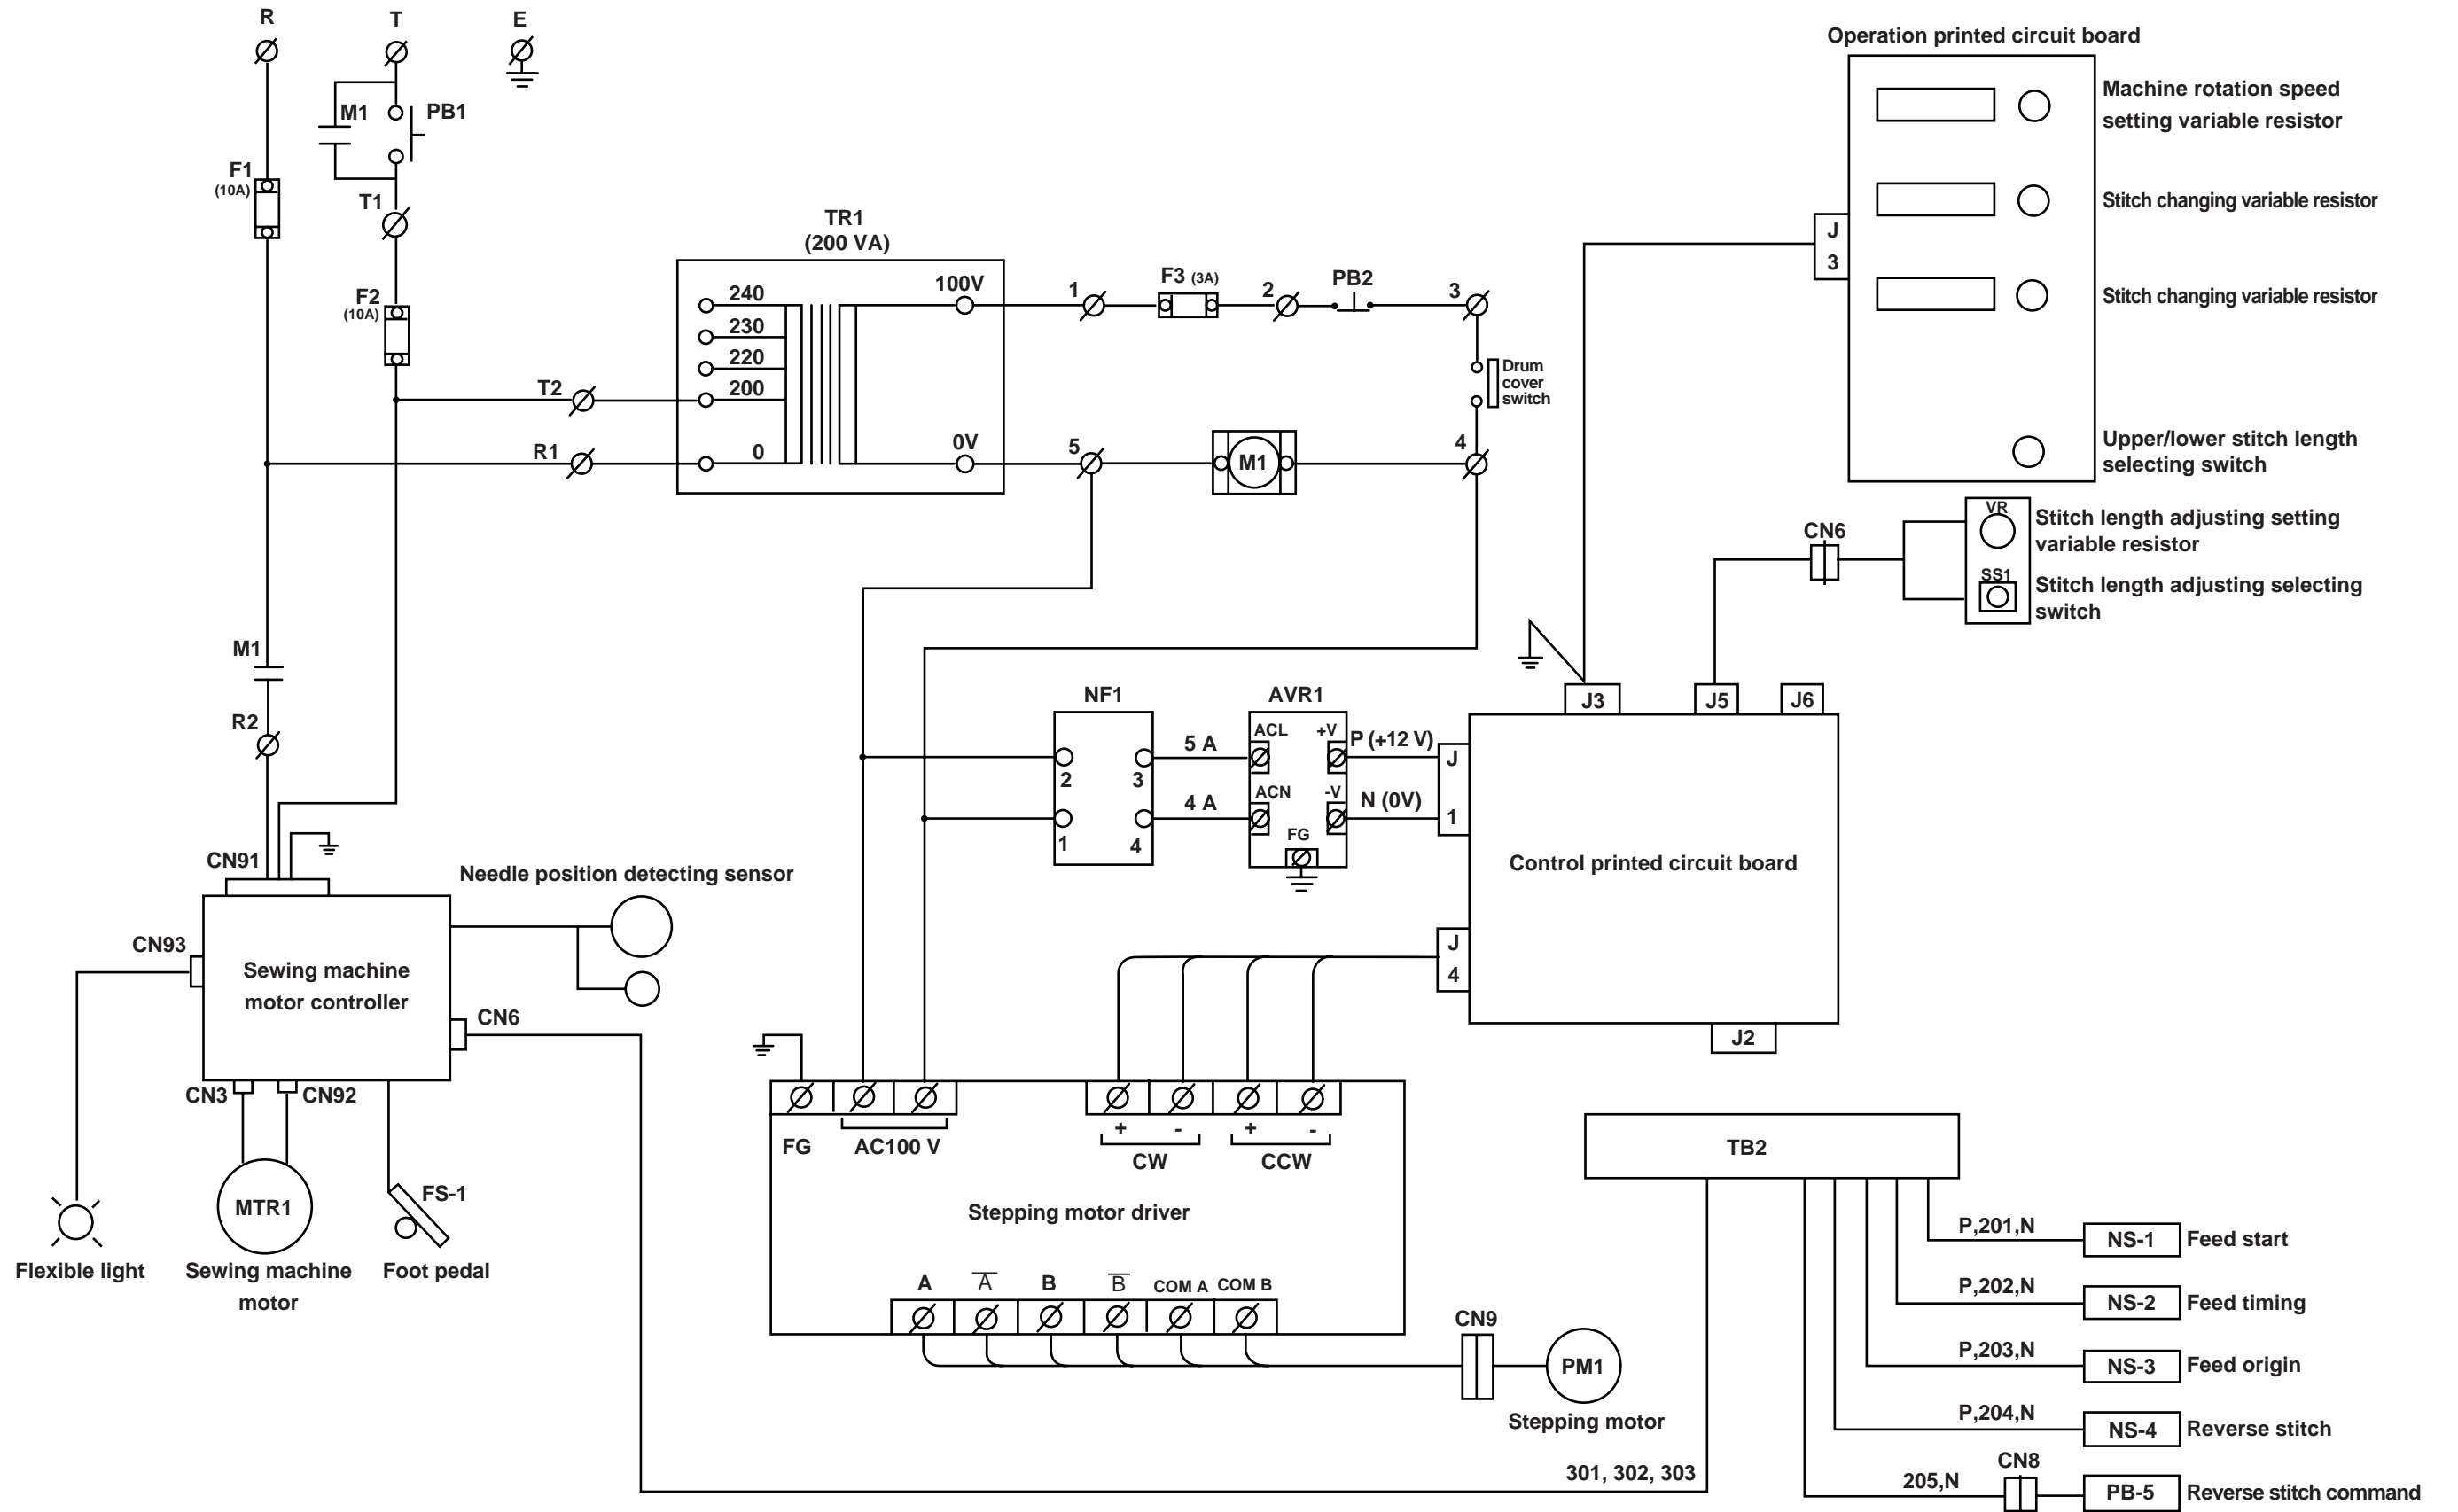 R
T
E
M1
PB1
F1
(10A)
T1
F2
(10A)
TR1
(200 VA)
240
230
220
200
0
100V
0V
T2
R1
1
F3 (3A)
2
PB2
3
Drum
cover
switch
5
M1
4
Operation printed circuit board
Machine rotation speed
setting variable resistor
Stitch changing variable resistor
Stitch changing variable resistor
Upper/lower stitch length
selecting switch
J
3
CN6
VR
Stitch length adjusting setting
variable resistor
SS1
Stitch length adjusting selecting
switch
M1
R2
NF1
2
3
1
4
5 A
4 A
AVR1
ACL
+V
ACN
-V
FG
P (+12 V)
N (0V)
J3
J5
J6
J
1
Control printed circuit board
J
4
J2
CN91
Needle position detecting sensor
CN93
Sewing machine
motor controller
CN6
CN3
CN92
MTR1
FS-1
Flexible light
Sewing machine
motor
Foot pedal
FG
AC100 V
+
-
+
-
CW
CCW
Stepping motor driver
A
A̅
B
B̅
COM A
COM B
CN9
PM1
Stepping motor
TB2
P,201,N
NS-1
Feed start
P,202,N
NS-2
Feed timing
P,203,N
NS-3
Feed origin
P,204,N
NS-4
Reverse stitch
301, 302, 303
205,N
CN8
PB-5
Reverse stitch command